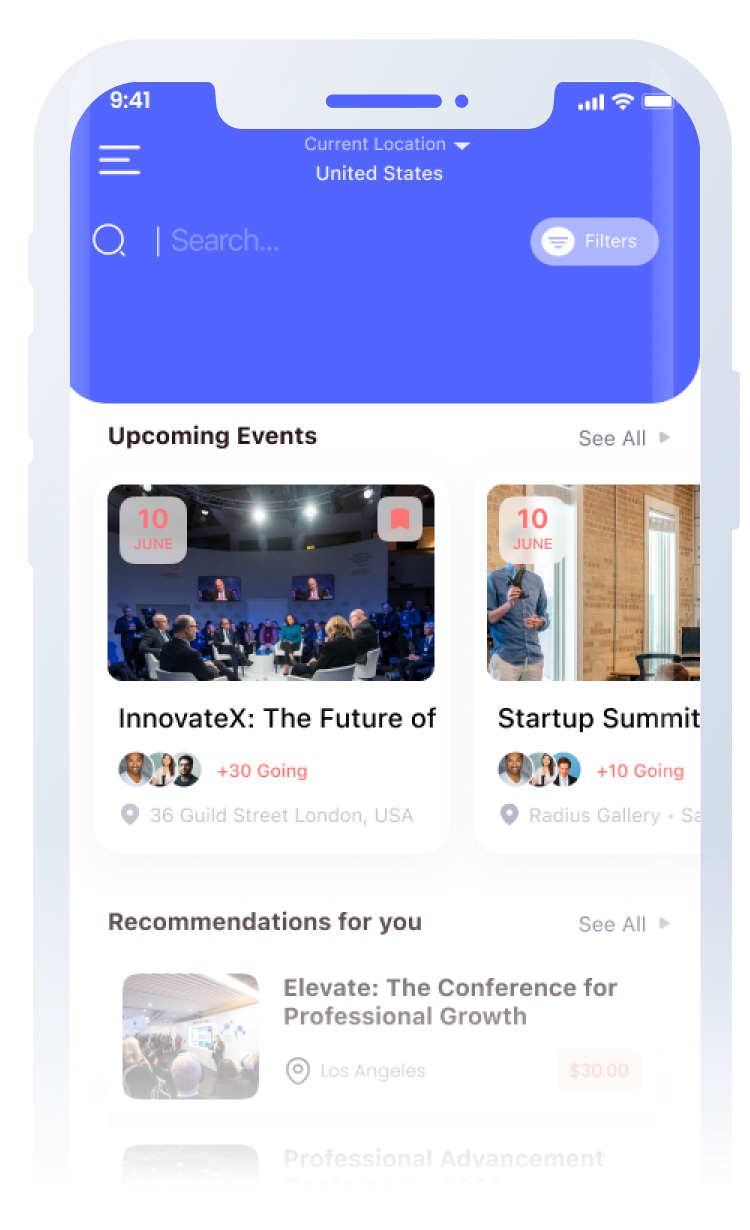 9:41
Current Location
United States
Search...
Filters
Upcoming Events
See All
10
JUNE
InnovateX: The Future of
+30 Going
36 Guild Street London, USA
10
JUNE
Startup Summit
+10 Going
Radius Gallery • Sa
Recommendations for you
See All
Elevate: The Conference for
Professional Growth
Los Angeles
$30.00
Professional Advancement